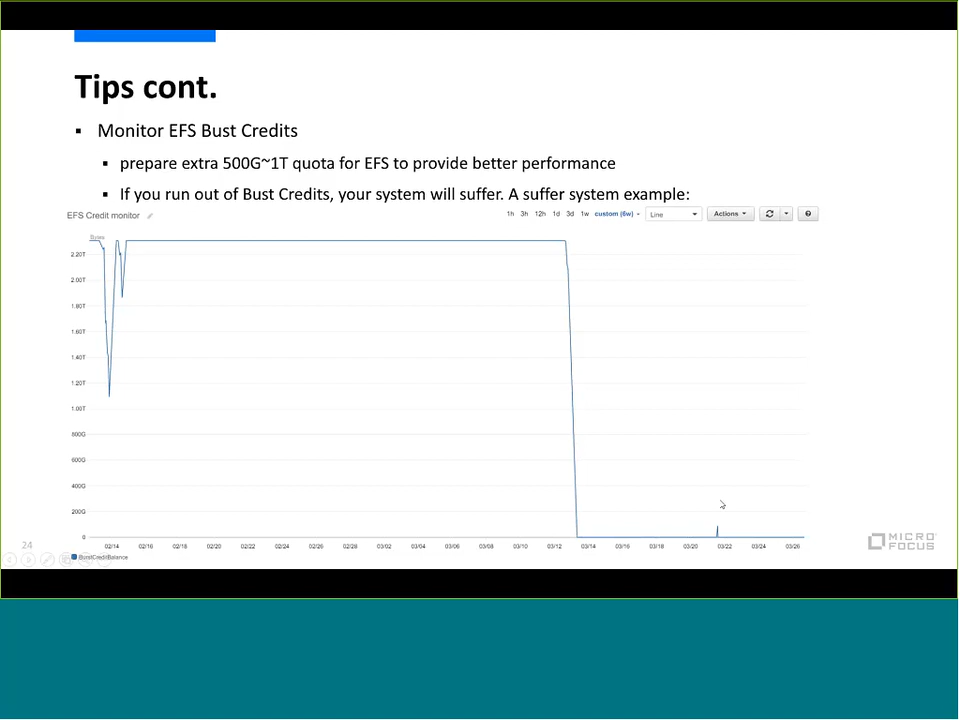 Tips cont.
▪ Monitor EFS Bust Credits
▪ prepare extra 500G~1T quota for EFS to provide better performance
▪ If you run out of Bust Credits, your system will suffer. A suffer system example:
EFS Credit monitor
1h 3h 12h 1d 3d 1w custom (6w) Line Actions
Bytes
2.20T
2.00T
1.80T
1.60T
1.40T
1.20T
1.00T
800G
600G
400G
200G
0
02/14 02/16 02/18 02/20 02/22 02/24 02/26 02/28 03/02 03/04 03/06 03/08 03/10 03/12 03/14 03/16 03/18 03/20 03/22 03/24 03/26
BurstCreditBalance
24
MICRO
FOCUS